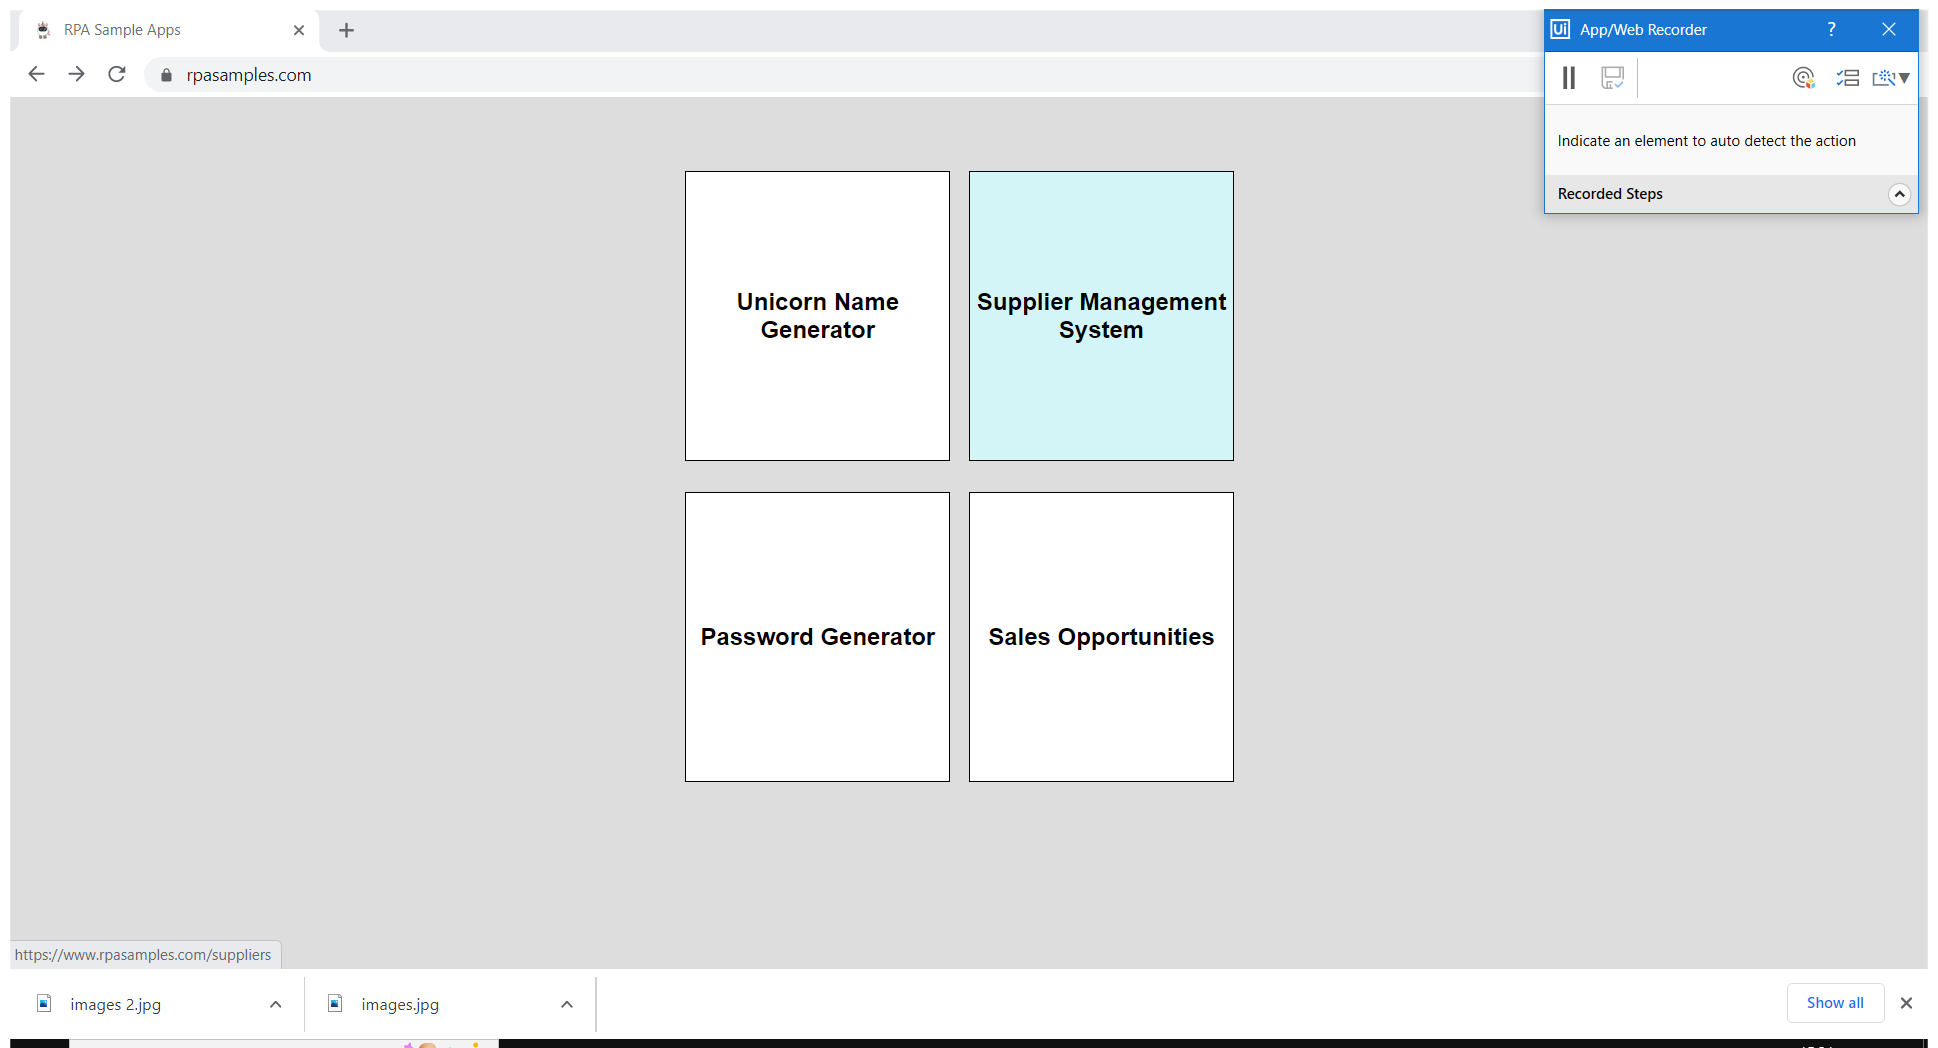 RPA Sample Apps
Ui App/Web Recorder ?
rpasamples.com
Indicate an element to auto detect the action
Recorded Steps
Unicorn Name
Generator
Supplier Management
System
Password Generator
Sales Opportunities
https://www.rpasamples.com/suppliers
images 2.jpg
images.jpg
Show all